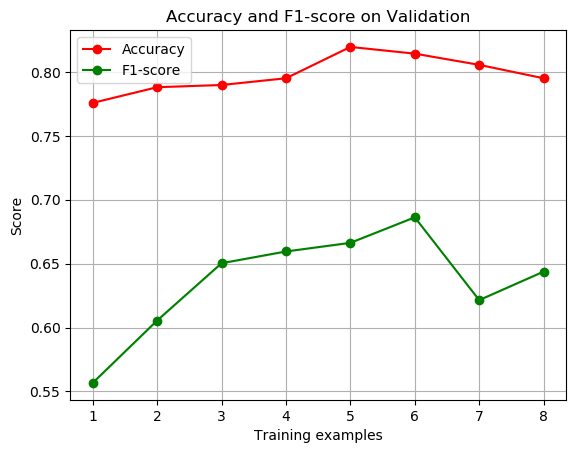 Accuracy and F1-score on Validation
Accuracy
F1-score
0.80
0.75
0.70
0.65
0.60
0.55
Score
1 2 3 4 5 6 7 8
Training examples